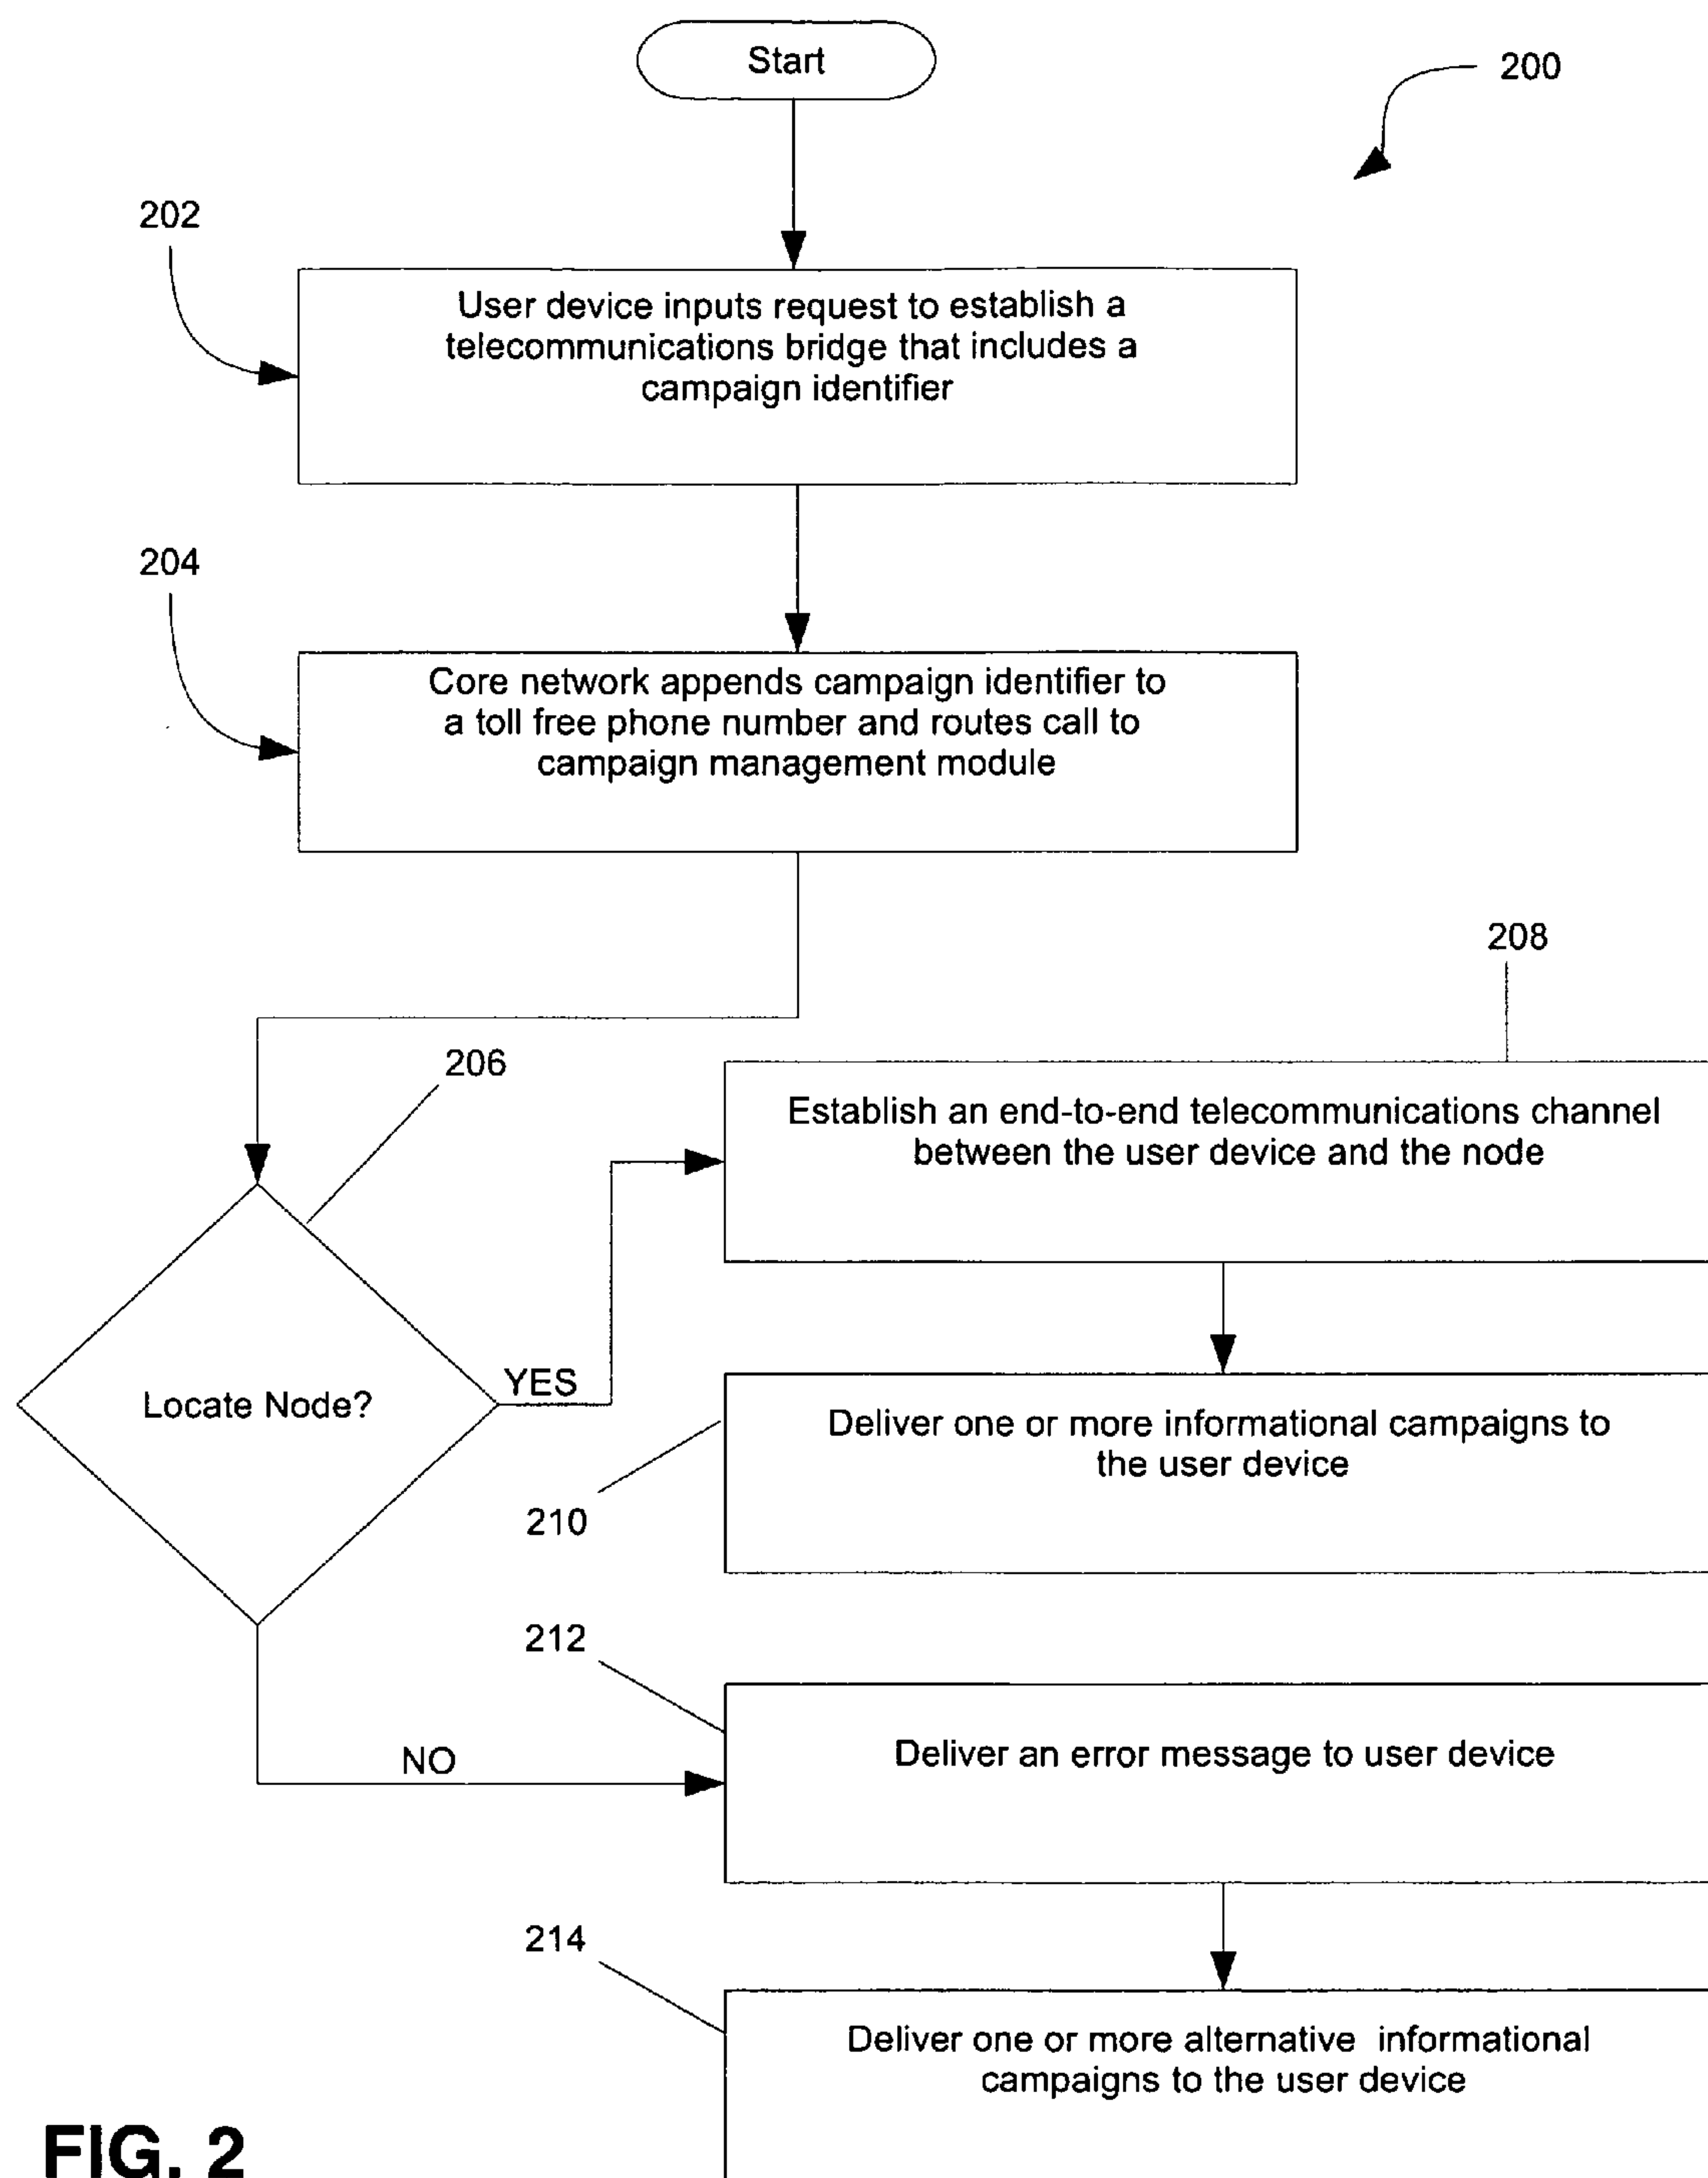 Start
200
202
User device inputs request to establish a
telecommunications bridge that includes a
campaign identifier
204
Core network appends campaign identifier to
a toll free phone number and routes call to
campaign management module
208
206
Establish an end-to-end telecommunications channel
between the user device and the node
YES
Locate Node?
Deliver one or more informational campaigns to
the user device
210
212
Deliver an error message to user device
NO
214
Deliver one or more alternative informational
campaigns to the user device
FIG. 2